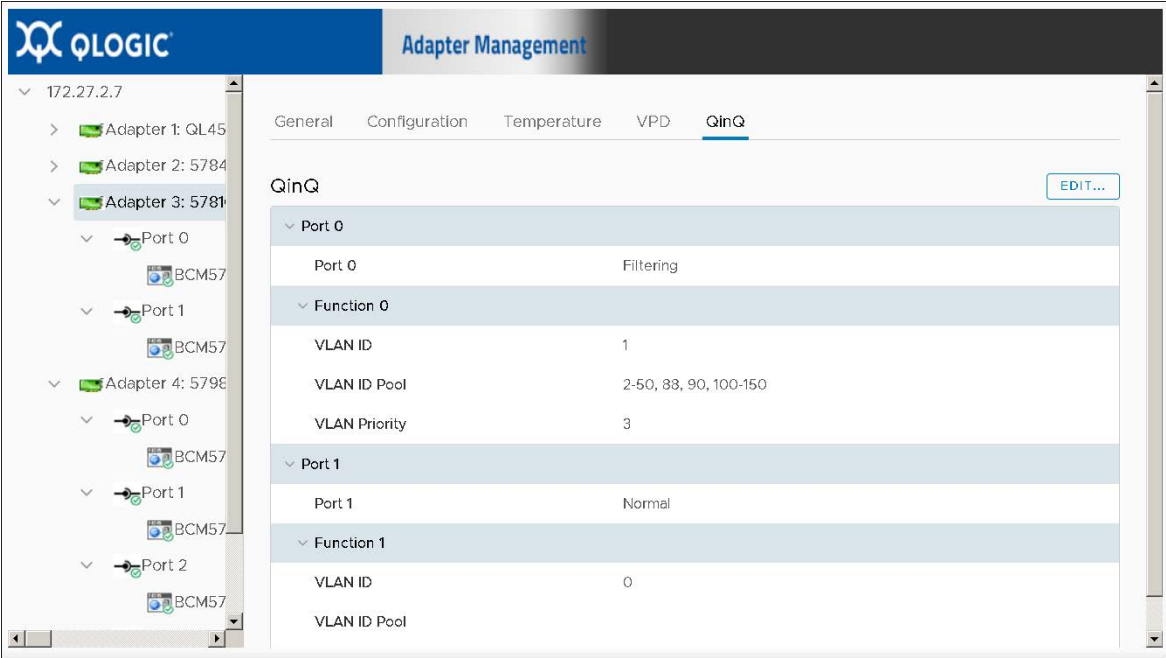 QLOGIC
Adapter Management
172.27.2.7
Adapter 1: QL45
Adapter 2: 5784
Adapter 3: 5781
Port 0
BCM57
Port 1
BCM57
Adapter 4: 5798
Port 0
BCM57
Port 1
BCM57
Port 2
BCM57
General Configuration Temperature VPD QinQ
QinQ EDIT...
Port 0
Port 0 Filtering
Function 0
VLAN ID 1
VLAN ID Pool 2-50, 88, 90, 100-150
VLAN Priority 3
Port 1
Port 1 Normal
Function 1
VLAN ID 0
VLAN ID Pool